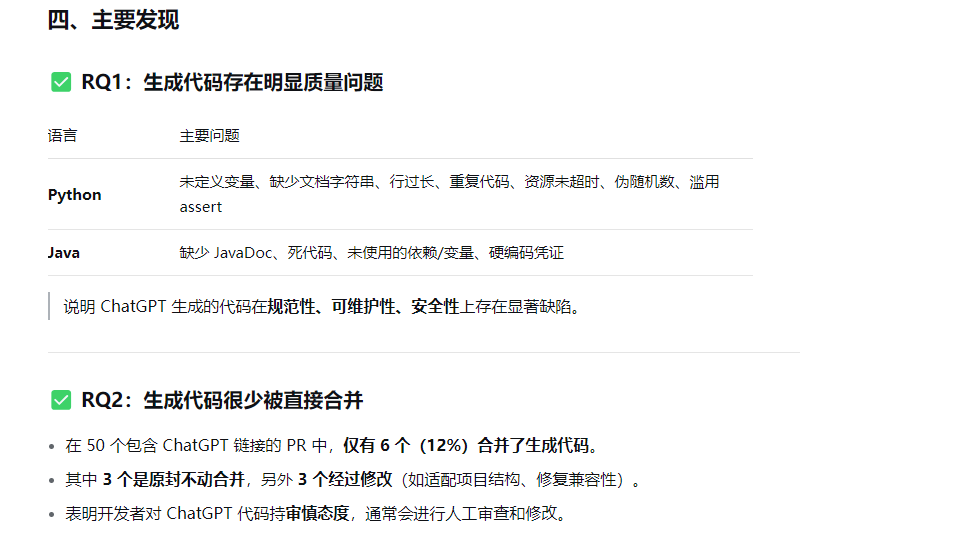 四、主要发现
✅ RQ1：生成代码存在明显质量问题
语言 主要问题
Python 未定义变量、缺少文档字符串、行过长、重复代码、资源未超时、伪随机数、滥用
assert
Java 缺少 JavaDoc、死代码、未使用的依赖/变量、硬编码凭证
说明 ChatGPT 生成的代码在规范性、可维护性、安全性上存在显著缺陷。
✅ RQ2：生成代码很少被直接合并
• 在 50 个包含 ChatGPT 链接的 PR 中，仅有 6 个（12%）合并了生成代码。
• 其中 3 个是原封不动合并，另外 3 个经过修改（如适配项目结构、修复兼容性）。
• 表明开发者对 ChatGPT 代码持审慎态度，通常会进行人工审查和修改。